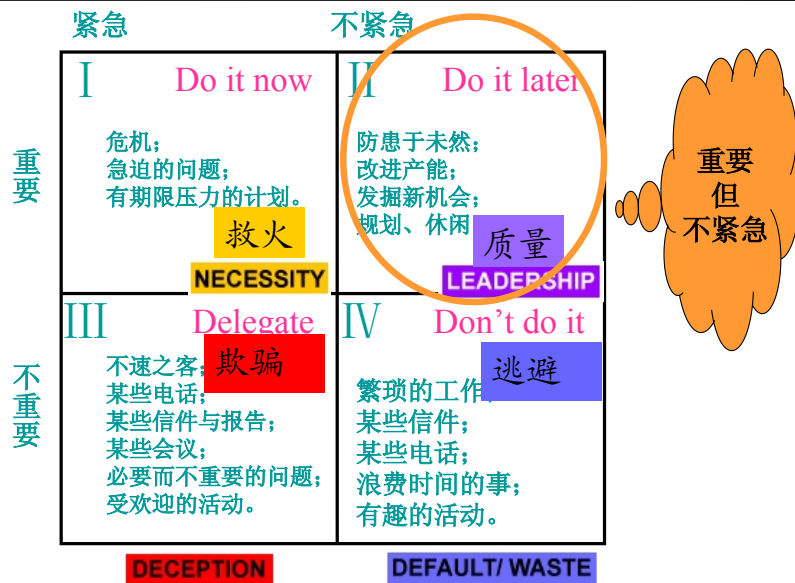 紧急
不紧急
重要
I
Do it now
危机；
急迫的问题；
有期限压力的计划。
救火
NECESSITY
II
Do it later
防患于未然；
改进产能；
发掘新机会；
规划、休闲
质量
LEADERSHIP
重要
但
不紧急
不重要
III
Delegate
不速之客；
某些电话；
某些信件与报告；
某些会议；
必要而不重要的问题；
受欢迎的活动。
欺骗
DECEPTION
IV
Don't do it
繁琐的工作
某些信件；
某些电话；
浪费时间的事；
有趣的活动。
逃避
DEFAULT/ WASTE